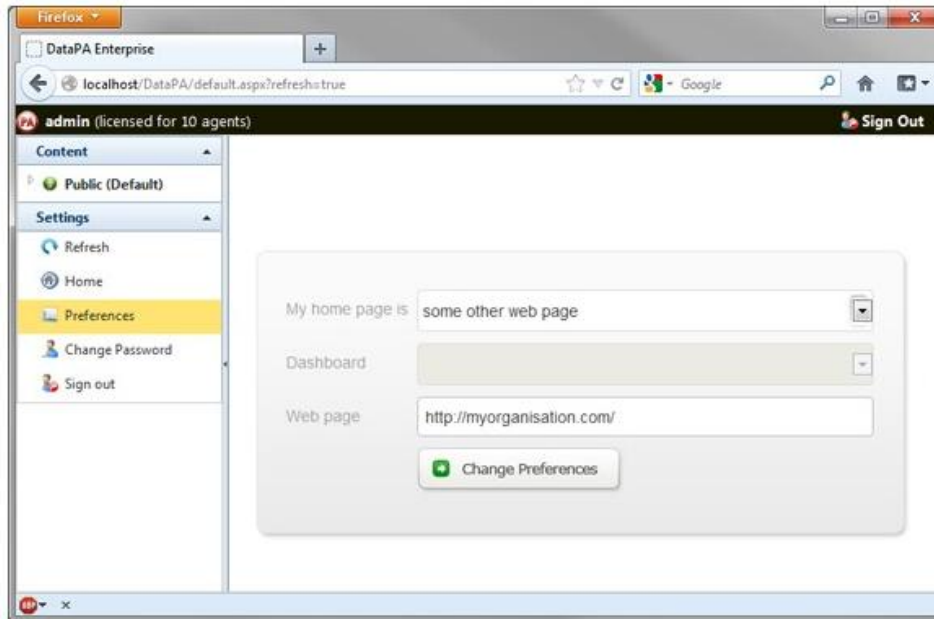 Firefox
DataPA Enterprise
localhost/DataPA/default.aspx?refresh=true
Google
PA admin (licensed for 10 agents) Sign Out
Content
Public (Default)
Settings
Refresh
Home
Preferences
Change Password
Sign out
My home page is some other web page
Dashboard
Web page http://myorganisation.com/
Change Preferences
ABP